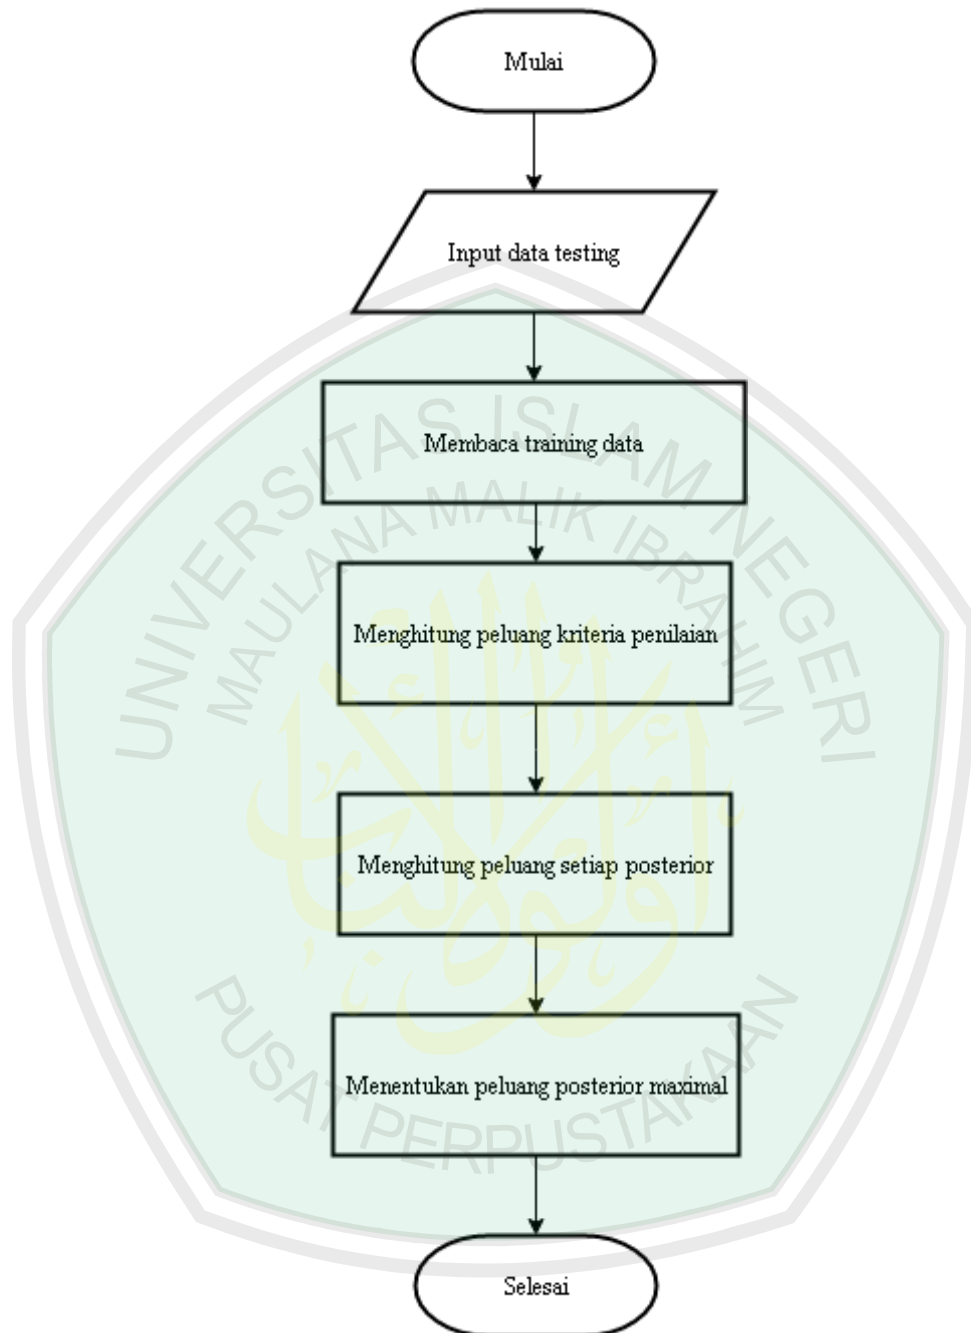 Mulai
Input data testing
Membaca training data
Menghitung peluang kriteria penilaian
Menghitung peluang setiap posterior
Menentukan peluang posterior maximal
Selesai
UNIVERSITAS ISLAM NEGERI
MAULANA MALIK IBRAHIM
PUSAT PERPUSTAKAAN